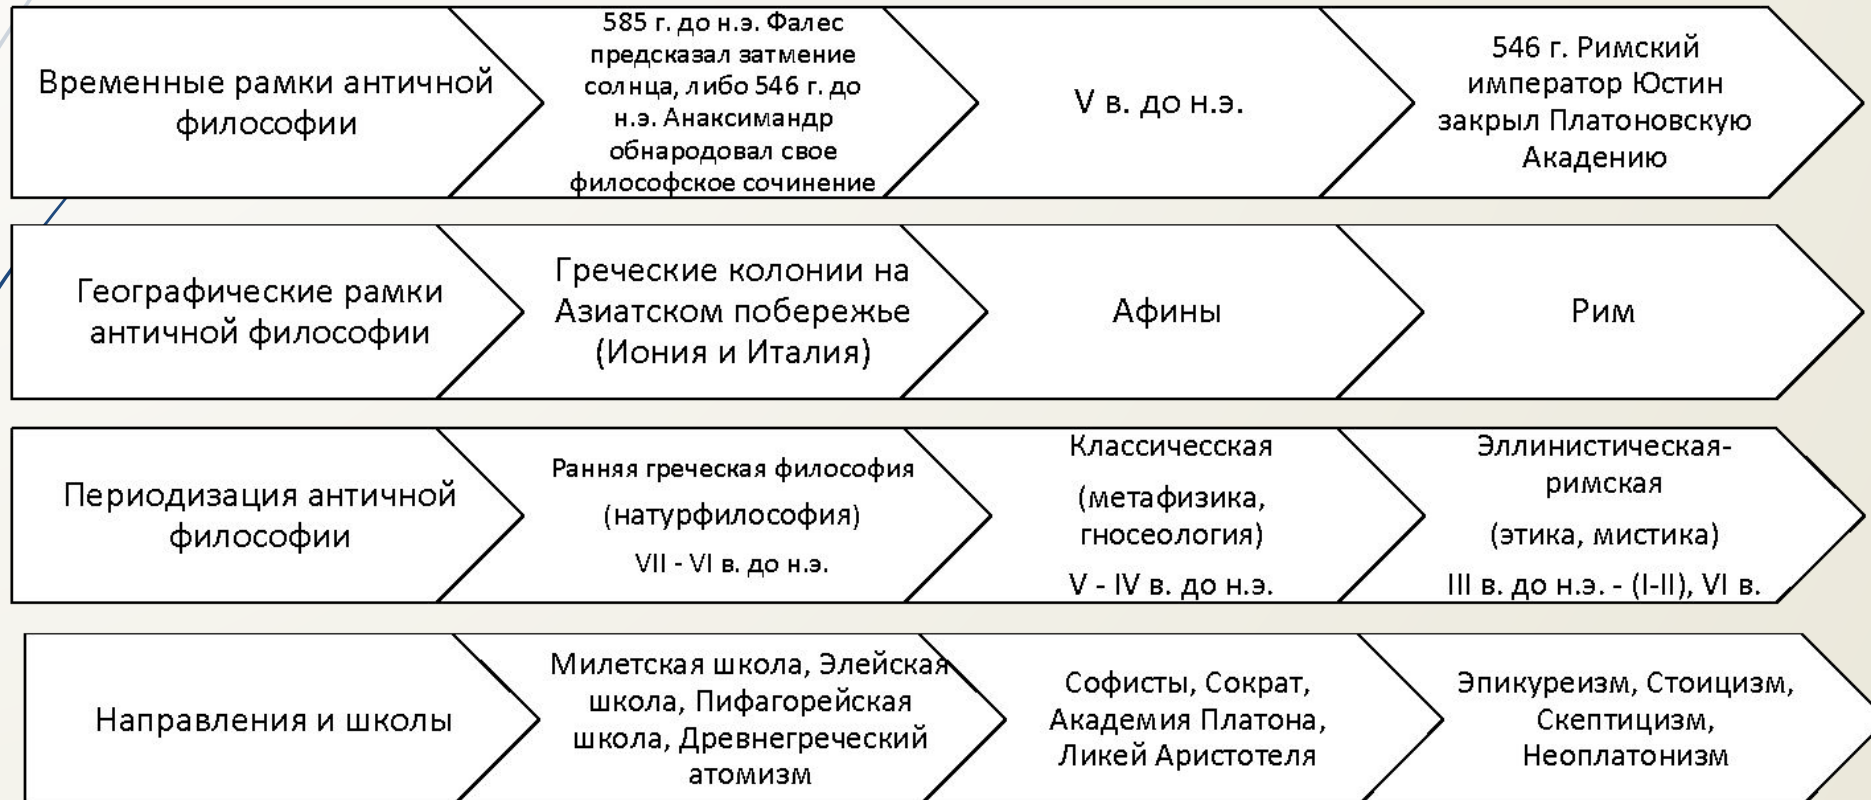 Временные рамки античной
философии
585 г. до н.э. Фалес
предсказал затмение
солнца, либо 546 г. до
н.э. Анаксимандр
обнародовал свое
философское сочинение
V в. до н.э.
546 г. Римский
император Юстин
закрыл Платоновскую
Акадению
Географические рамки
античной философии
Греческие колонии на
Азиатском побережье
(Иония и Италия)
Афины
Рим
Периодизация античной
философии
Ранняя греческая философия
(натурфилософия)
VII - VI в. до н.э.
Классичесская
(метафизика,
гносеология)
V - IV в. до н.э.
Эллинистическая-
римская
(этика, мистика)
III в. до н.э. - (I-II), VI в.
Направления и школы
Милетская школа, Элейская
школа, Пифагорейская
школа, Древнегреческий
атомизм
Софисты, Сократ,
Академия Платона,
Ликей Аристотеля
Эпикуреизм, Стоицизм,
Скептицизм,
Неоплатонизм